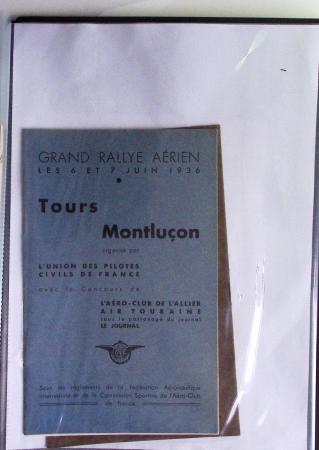 GRAND RALLYE AÉRIEN
LES 6 ET 7 JUIN 1936
Tours
Montluçon
organisé par
L'UNION DES PILOTES
CIVILS DE FRANCE
avec le Concours de
L'AÉRO-CLUB DE L'ALLIER
AIR TOURAINE
sous le patronage du journal
LE JOURNAL
Sous les règlements de la Fédération Aéronautique
Internationale et de la Commission Sportive de l'Aéro-Club
de France